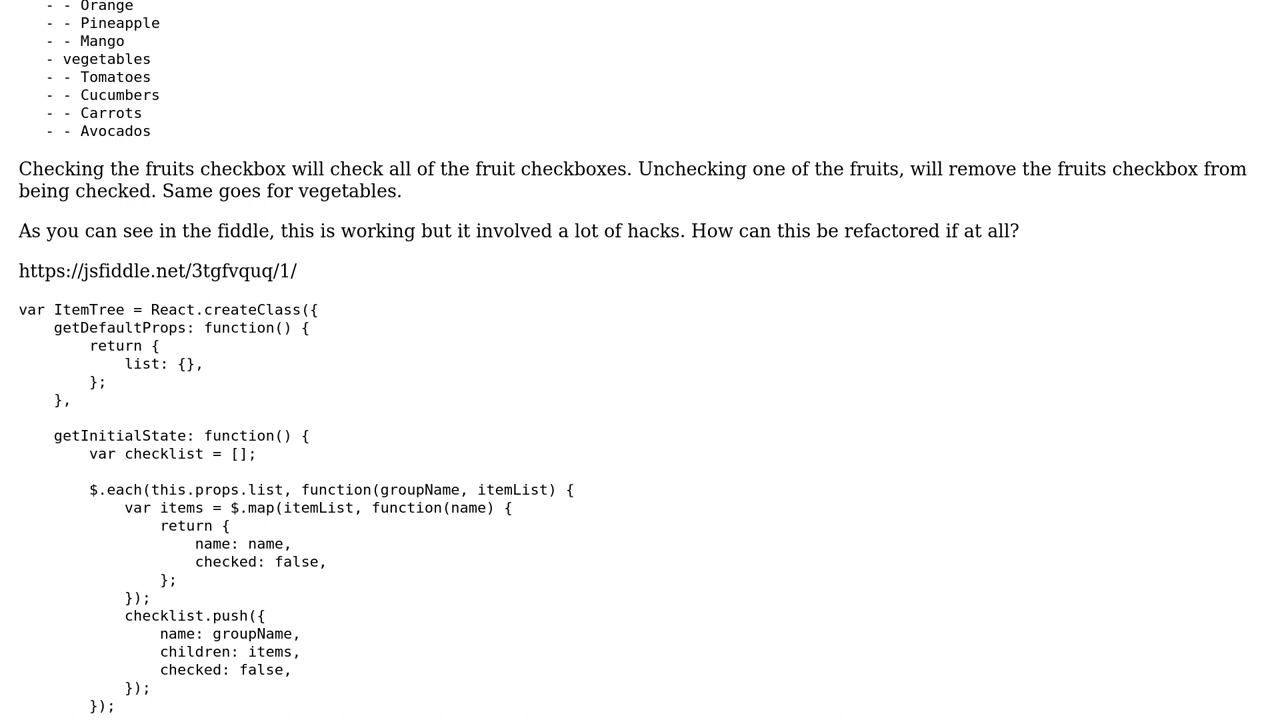 - - Orange
- - Pineapple
- - Mango
- vegetables
- - Tomatoes
- - Cucumbers
- - Carrots
- - Avocados
Checking the fruits checkbox will check all of the fruit checkboxes. Unchecking one of the fruits, will remove the fruits checkbox from
being checked. Same goes for vegetables.
As you can see in the fiddle, this is working but it involved a lot of hacks. How can this be refactored if at all?
https://jsfiddle.net/3tgfvquq/1/
var ItemTree = React.createClass({
    getDefaultProps: function() {
        return {
            list: {},
        };
    },
    getInitialState: function() {
        var checklist = [];
        $.each(this.props.list, function(groupName, itemList) {
            var items = $.map(itemList, function(name) {
                return {
                    name: name,
                    checked: false,
                };
            });
            checklist.push({
                name: groupName,
                children: items,
                checked: false,
            });
        });